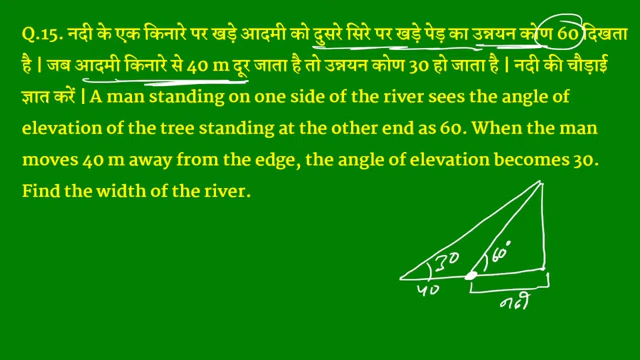 Q.15. नदी के एक किनारे पर खड़े आदमी को दुसरे सिरे पर खड़े पेड़ का उन्नयन कोण 60 दिखता
है | जब आदमी किनारे से 40 m दूर जाता है तो उन्नयन कोण 30 हो जाता है | नदी की चौड़ाई
ज्ञात करें | A man standing on one side of the river sees the angle of
elevation of the tree standing at the other end as 60. When the man
moves 40 m away from the edge, the angle of elevation becomes 30.
Find the width of the river.
30 60°
40
नदी